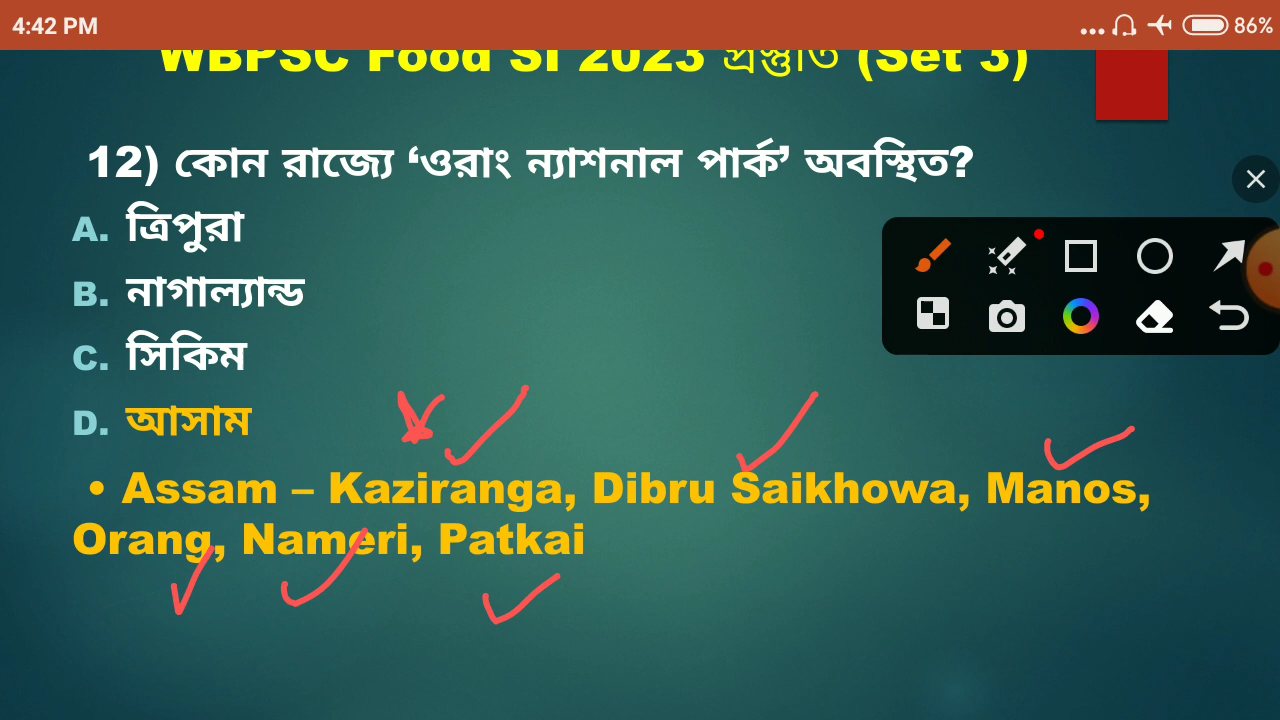 4:42 PM
86%
WBPSC Food SI 2023 প্রস্তুতি (Set 3)
12) কোন রাজ্যে ‘ওরাং ন্যাশনাল পার্ক’ অবস্থিত?
A. ত্রিপুরা
B. নাগাল্যান্ড
C. সিকিম
D. আসাম
• Assam – Kaziranga, Dibru Saikhowa, Manos,
Orang, Nameri, Patkai